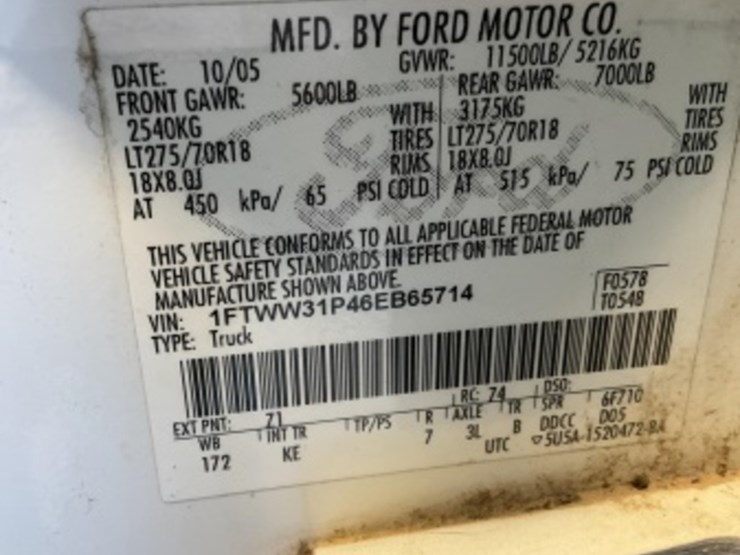 MFD. BY FORD MOTOR CO.
DATE: 10/05 GVWR: 11500LB/ 5216KG
FRONT GAWR: 5600LB REAR GAWR: 7000LB
2540KG WITH 3175KG WITH
LT275/70R18 TIRES LT275/70R18 TIRES
18X8.0J RIMS 18X8.0J RIMS
AT 450 kPa/ 65 PSI COLD AT 515 kPa/ 75 PSI COLD
Ford
THIS VEHICLE CONFORMS TO ALL APPLICABLE FEDERAL MOTOR
VEHICLE SAFETY STANDARDS IN EFFECT ON THE DATE OF
MANUFACTURE SHOWN ABOVE.
VIN: 1FTWW31P46EB65714 F0578
TYPE: Truck T0548
EXT PNT: Z1 RC: 74 DSO:
WB INT TR TP/PS R AXLE TR SPR 6F710
172 KE 7 3L B DDCC D05
UTC 5USA-1520472-BA